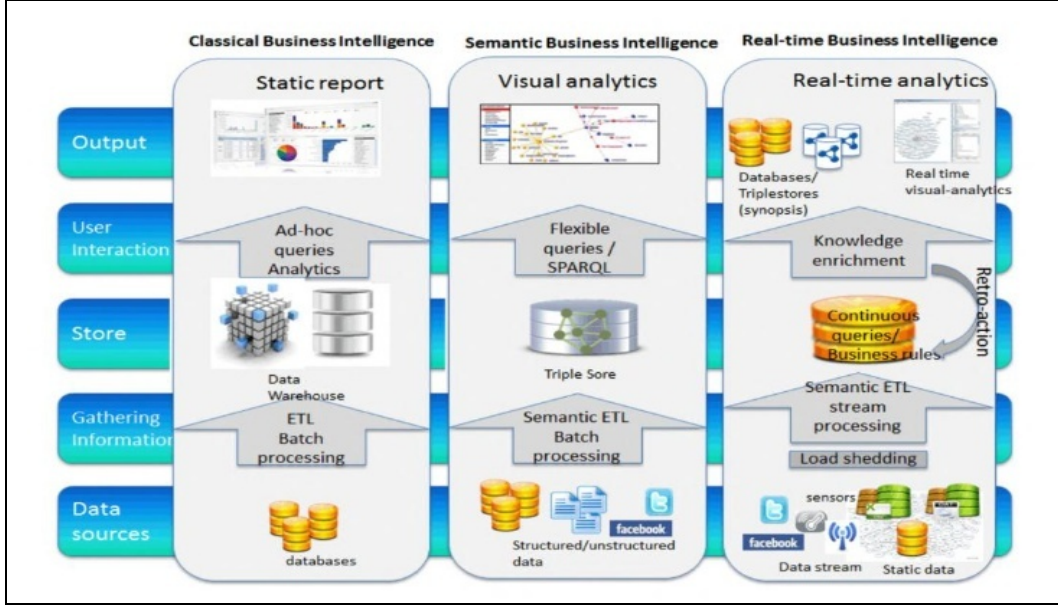 Classical Business Intelligence
Semantic Business Intelligence
Real-time Business Intelligence
Static report
Visual analytics
Real-time analytics
Output
Databases/
Triplestores
(synopsis)
Real time
visual-analytics
User
Interaction
Ad-hoc
queries
Analytics
Flexible
queries /
SPARQL
Knowledge
enrichment
Retro-action
Store
Data
Warehouse
Triple Sore
Continuous
queries/
Business rules
Gathering
Information
ETL
Batch
processing
Semantic ETL
Batch
processing
Semantic ETL
stream
processing
Load shedding
Data
sources
databases
facebook
Structured/unstructured
data
sensors
facebook
Data stream
Static data